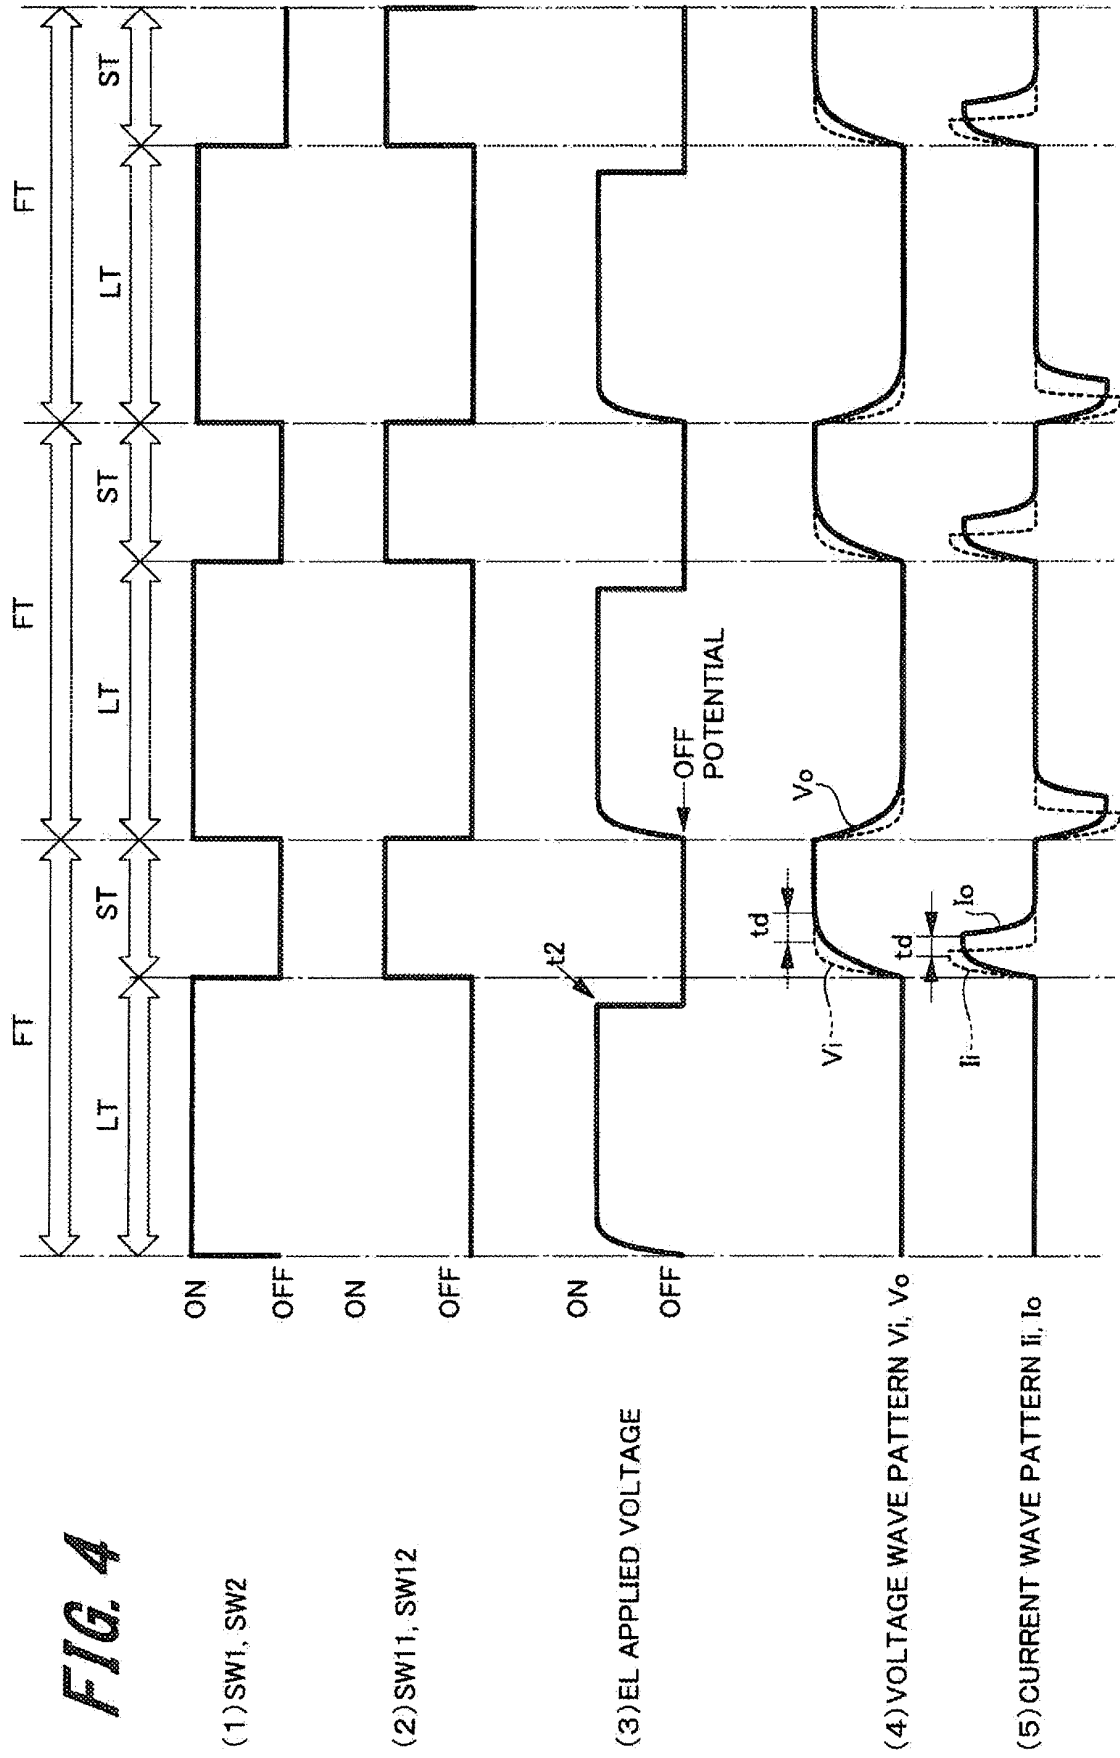 FIG. 4
FT FT FT
LT ST LT ST LT ST
(1)SW1, SW2
ON
OFF
(2)SW11, SW12
ON
OFF
(3)EL APPLIED VOLTAGE
ON
OFF
t2
OFF
POTENTIAL
(4)VOLTAGE WAVE PATTERN Vi, Vo
Vi
td
Vo
(5)CURRENT WAVE PATTERN Ii, Io
Ii
td
Io